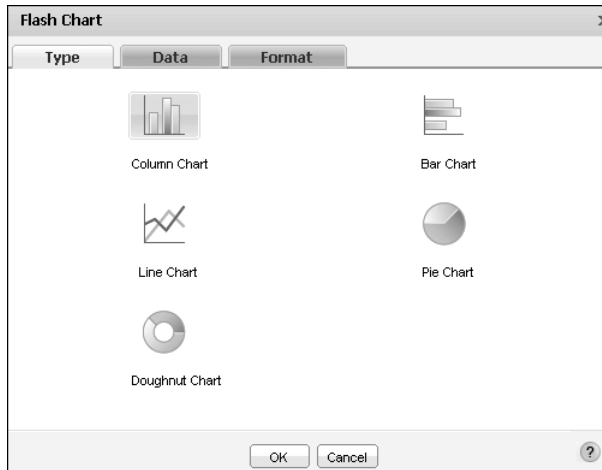 Flash Chart
Type Data Format
Column Chart Bar Chart
Line Chart Pie Chart
Doughnut Chart
OK Cancel ?